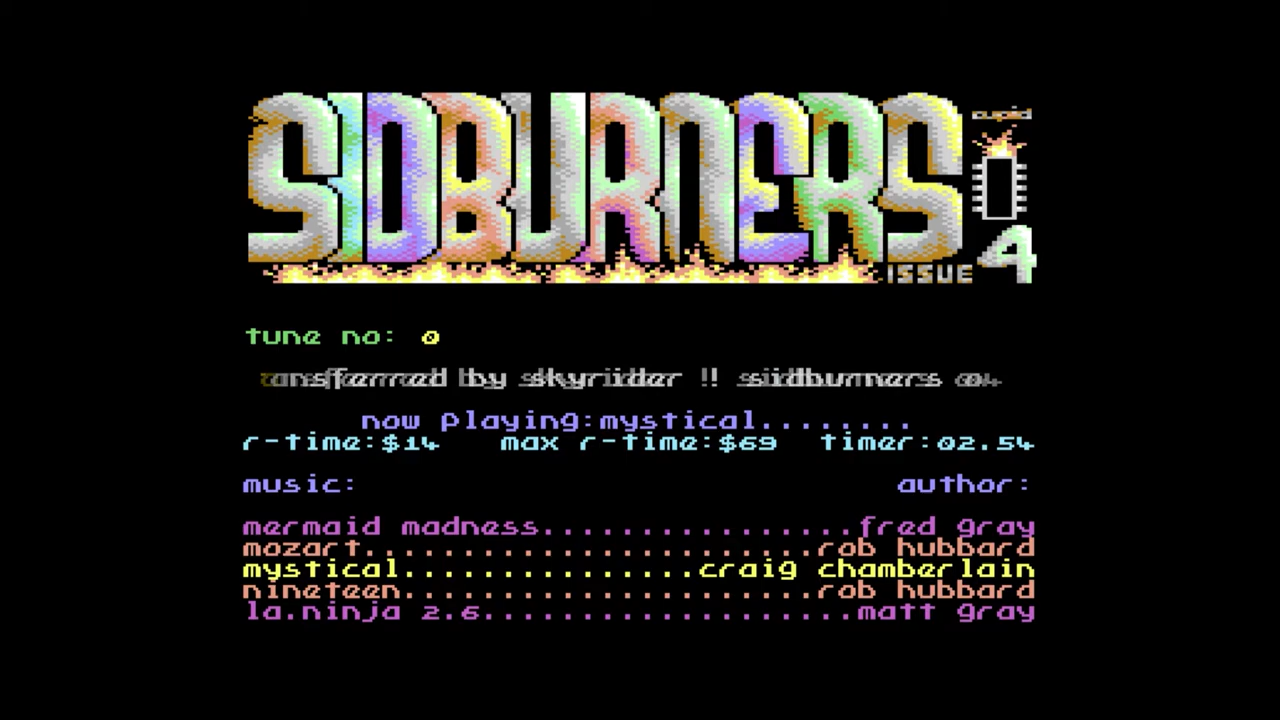 SIDBURNERS
cupid
ISSUE 4
tune no: 0
ansferred by skyrider !! sidburners
now playing:mystical........
r-time:$14 max r-time:$69 timer:02.54
music: author:
mermaid madness................fred gray
mozart.......................rob hubbard
mystical...............craig chamberlain
nineteen.....................rob hubbard
la.ninja 2.6...................matt gray